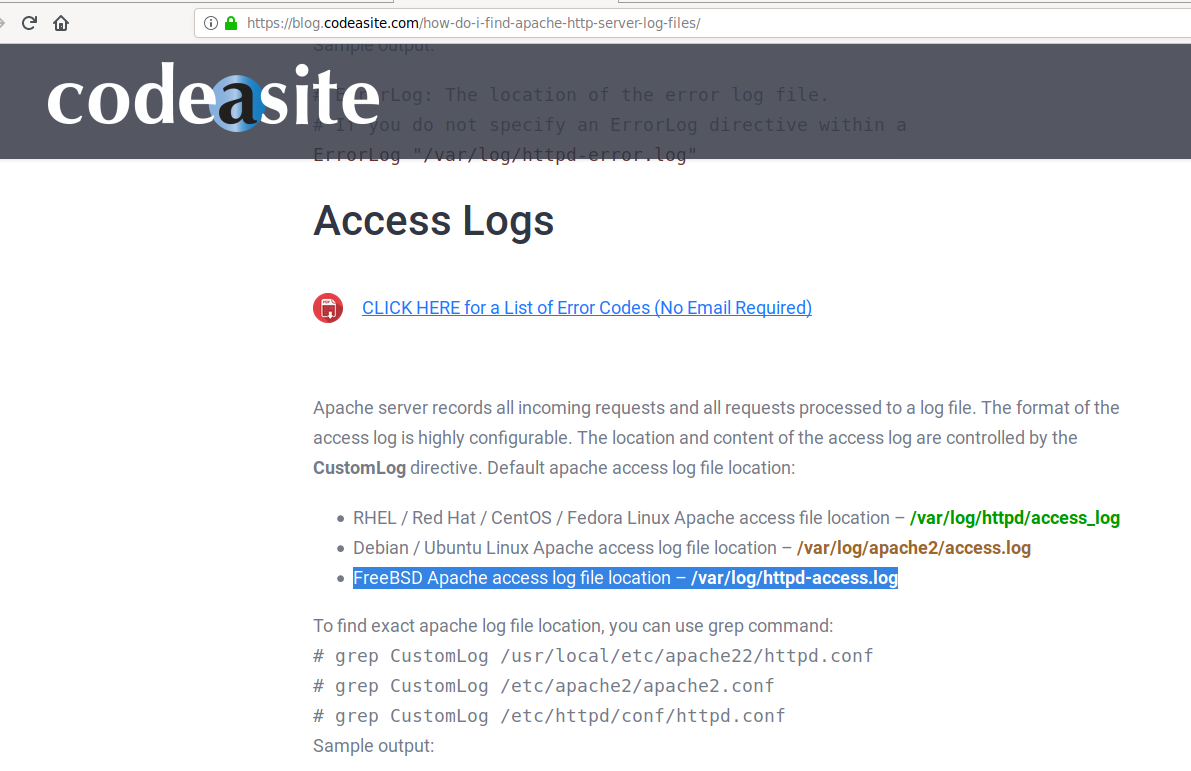 https://blog.codeasite.com/how-do-i-find-apache-http-server-log-files/
Sample output:
codeasite
# ErrorLog: The location of the error log file.
# If you do not specify an ErrorLog directive within a
ErrorLog "/var/log/httpd-error.log"
Access Logs
CLICK HERE for a List of Error Codes (No Email Required)
Apache server records all incoming requests and all requests processed to a log file. The format of the
access log is highly configurable. The location and content of the access log are controlled by the
CustomLog directive. Default apache access log file location:
• RHEL / Red Hat / CentOS / Fedora Linux Apache access file location – /var/log/httpd/access_log
• Debian / Ubuntu Linux Apache access log file location – /var/log/apache2/access.log
• FreeBSD Apache access log file location – /var/log/httpd-access.log
To find exact apache log file location, you can use grep command:
# grep CustomLog /usr/local/etc/apache22/httpd.conf
# grep CustomLog /etc/apache2/apache2.conf
# grep CustomLog /etc/httpd/conf/httpd.conf
Sample output: